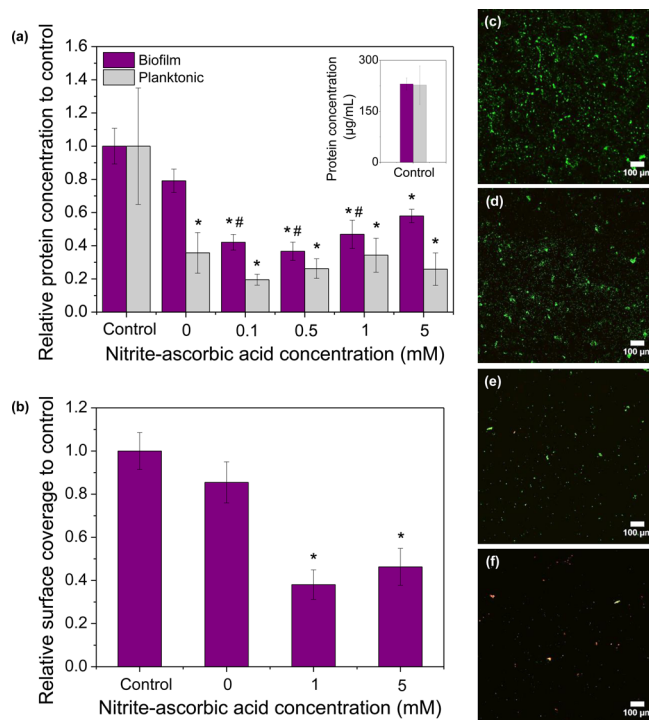 (a)
Relative protein concentration to control
1.6
1.4
1.2
1.0
0.8
0.6
0.4
0.2
0.0
Biofilm
Planktonic
Protein concentration
(µg/mL)
300
150
0
Control
*
* #
*
* #
*
* #
*
*
*
Control 0 0.1 0.5 1 5
Nitrite-ascorbic acid concentration (mM)
(b)
Relative surface coverage to control
1.2
1.0
0.8
0.6
0.4
0.2
0.0
*
*
Control 0 1 5
Nitrite-ascorbic acid concentration (mM)
(c)
100 µm
(d)
100 µm
(e)
100 µm
(f)
100 µm